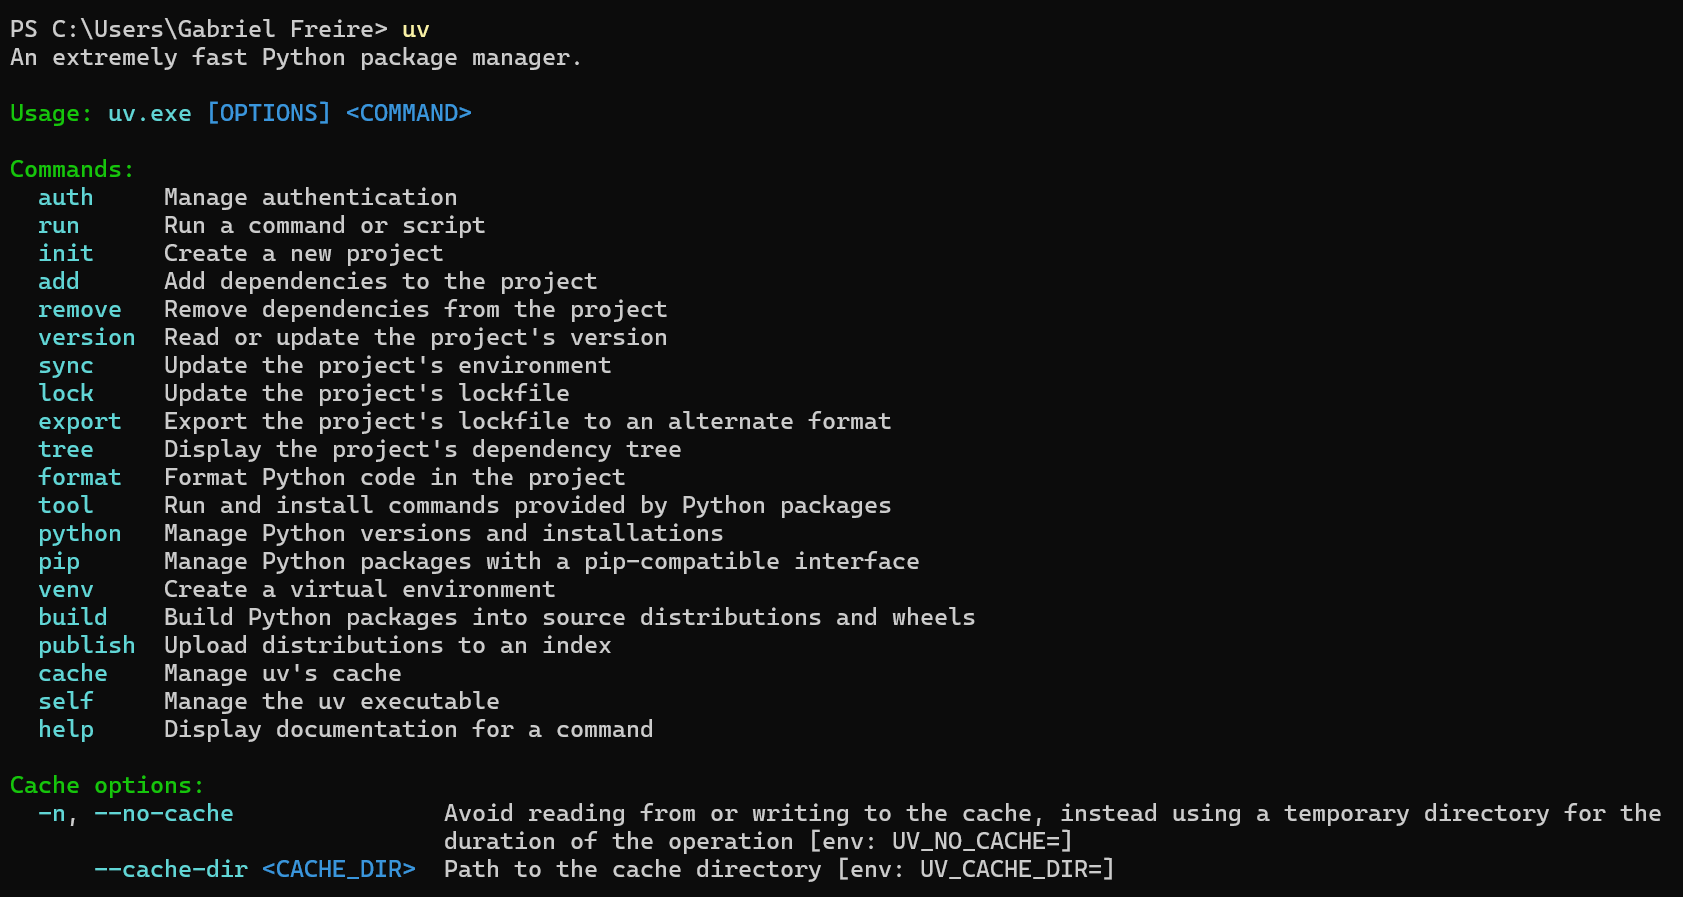 PS C:\Users\Gabriel Freire> uv
An extremely fast Python package manager.
Usage: uv.exe [OPTIONS] <COMMAND>
Commands:
auth Manage authentication
run Run a command or script
init Create a new project
add Add dependencies to the project
remove Remove dependencies from the project
version Read or update the project's version
sync Update the project's environment
lock Update the project's lockfile
export Export the project's lockfile to an alternate format
tree Display the project's dependency tree
format Format Python code in the project
tool Run and install commands provided by Python packages
python Manage Python versions and installations
pip Manage Python packages with a pip-compatible interface
venv Create a virtual environment
build Build Python packages into source distributions and wheels
publish Upload distributions to an index
cache Manage uv's cache
self Manage the uv executable
help Display documentation for a command
Cache options:
-n, --no-cache Avoid reading from or writing to the cache, instead using a temporary directory for the
duration of the operation [env: UV_NO_CACHE=]
--cache-dir <CACHE_DIR> Path to the cache directory [env: UV_CACHE_DIR=]